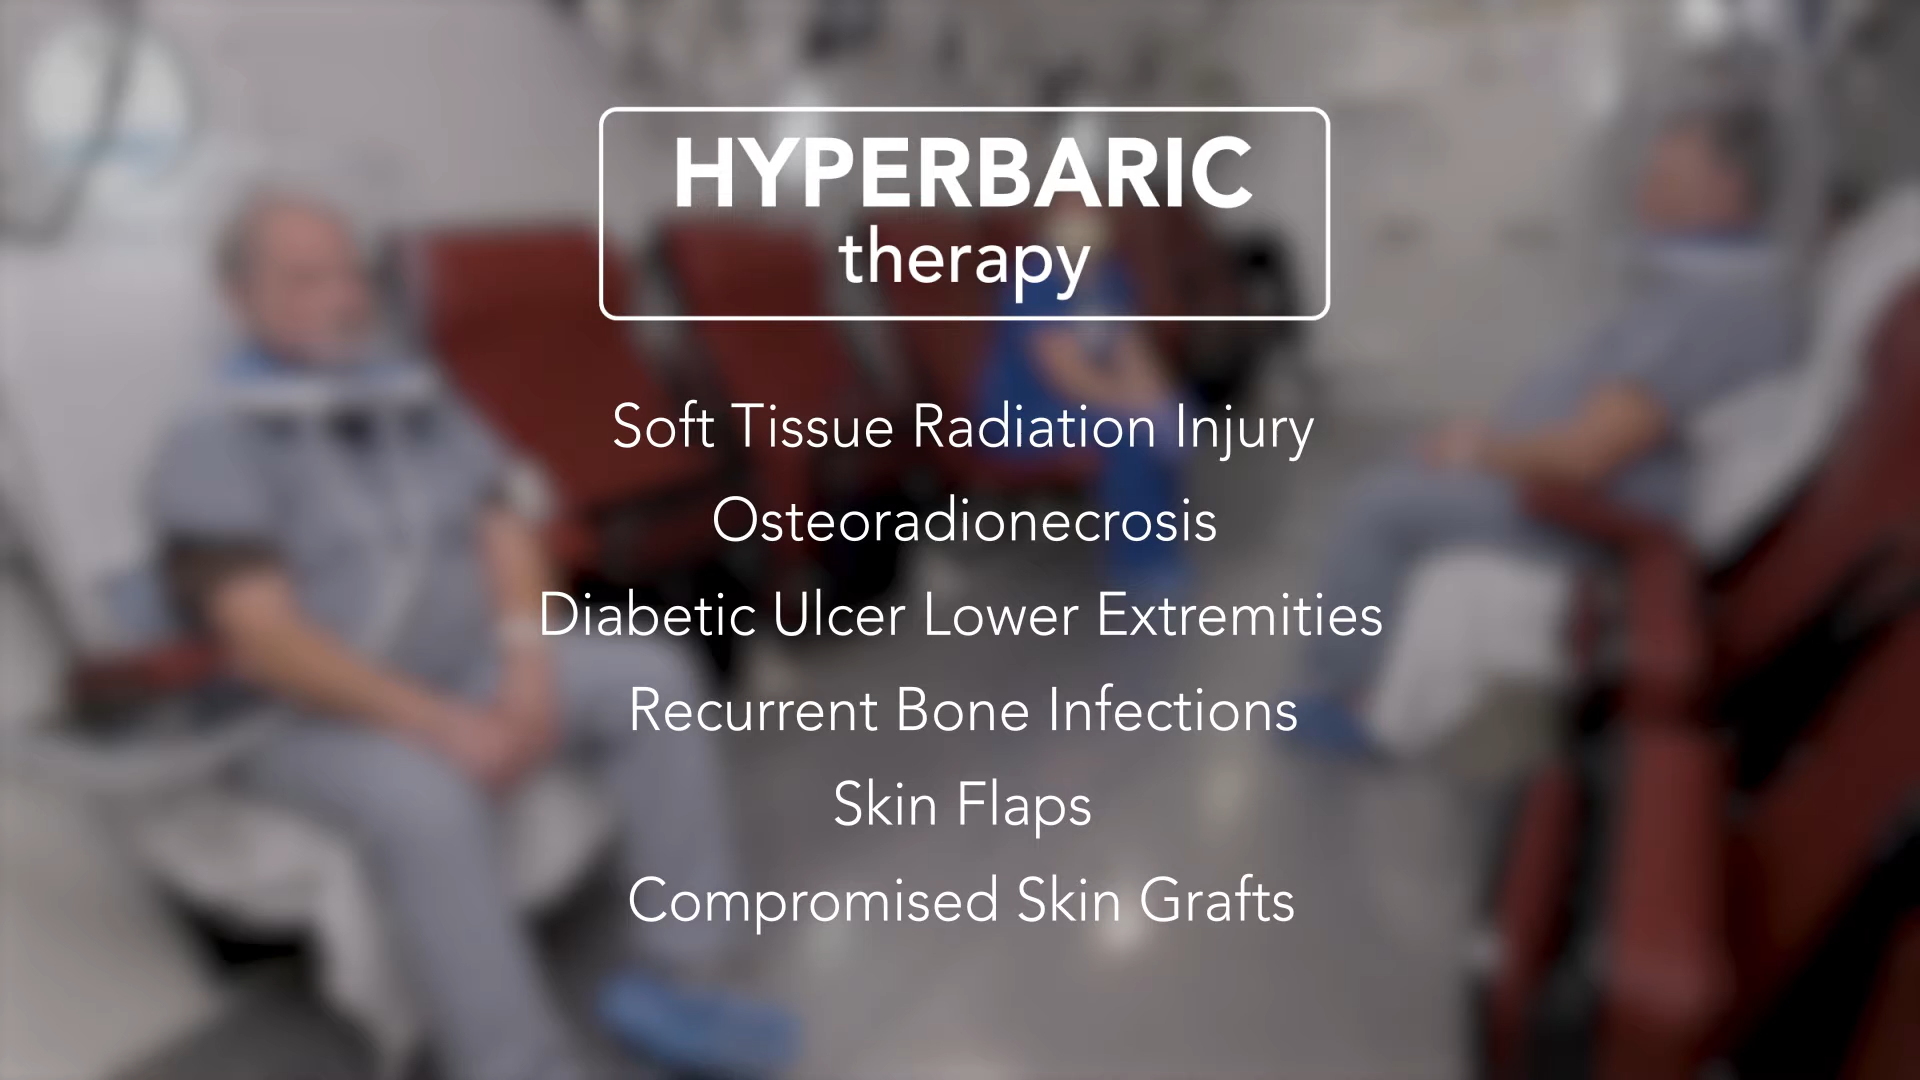 HYPERBARIC
therapy
Soft Tissue Radiation Injury
Osteoradionecrosis
Diabetic Ulcer Lower Extremities
Recurrent Bone Infections
Skin Flaps
Compromised Skin Grafts